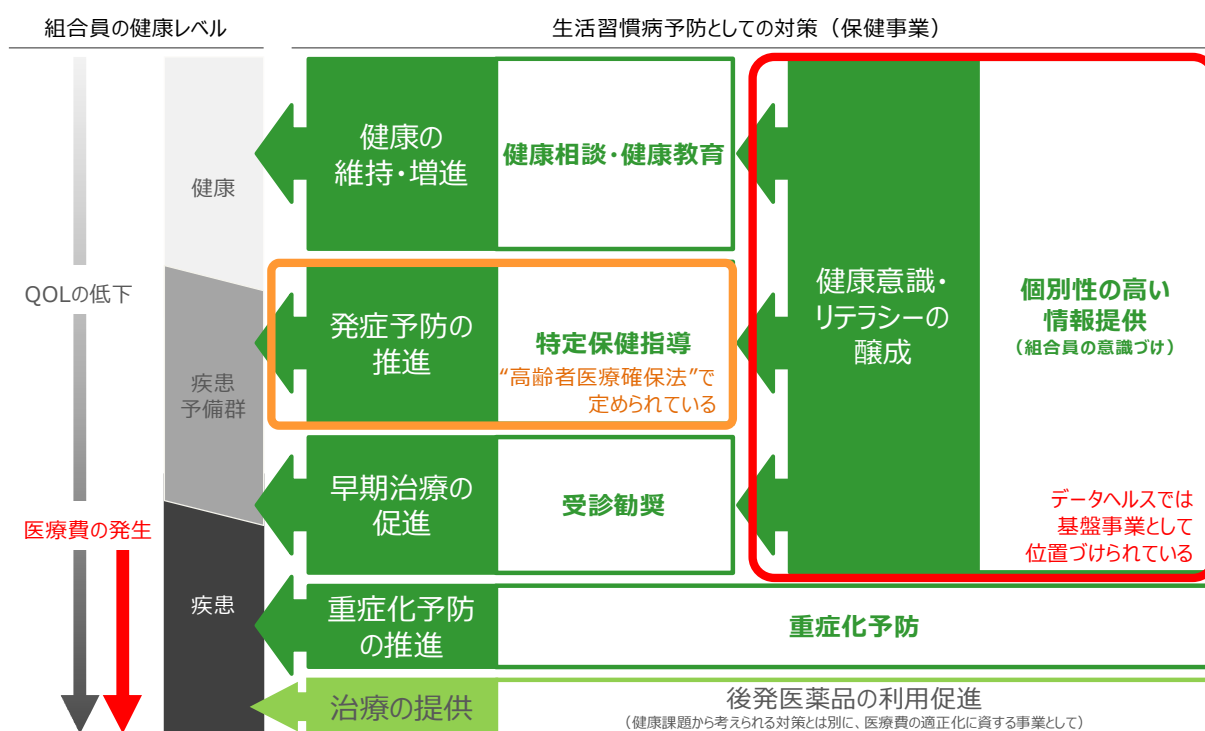 組合員の健康レベル
生活習慣病予防としての対策（保健事業）
健康
QOLの低下
疾患
予備群
医療費の発生
疾患
健康の
維持・増進
健康相談・健康教育
発症予防の
推進
特定保健指導
“高齢者医療確保法”で
定められている
早期治療の
促進
受診勧奨
健康意識・
リテラシーの
醸成
個別性の高い
情報提供
（組合員の意識づけ）
データヘルスでは
基盤事業として
位置づけられている
重症化予防
の推進
重症化予防
治療の提供
後発医薬品の利用促進
（健康課題から考えられる対策とは別に、医療費の適正化に資する事業として）